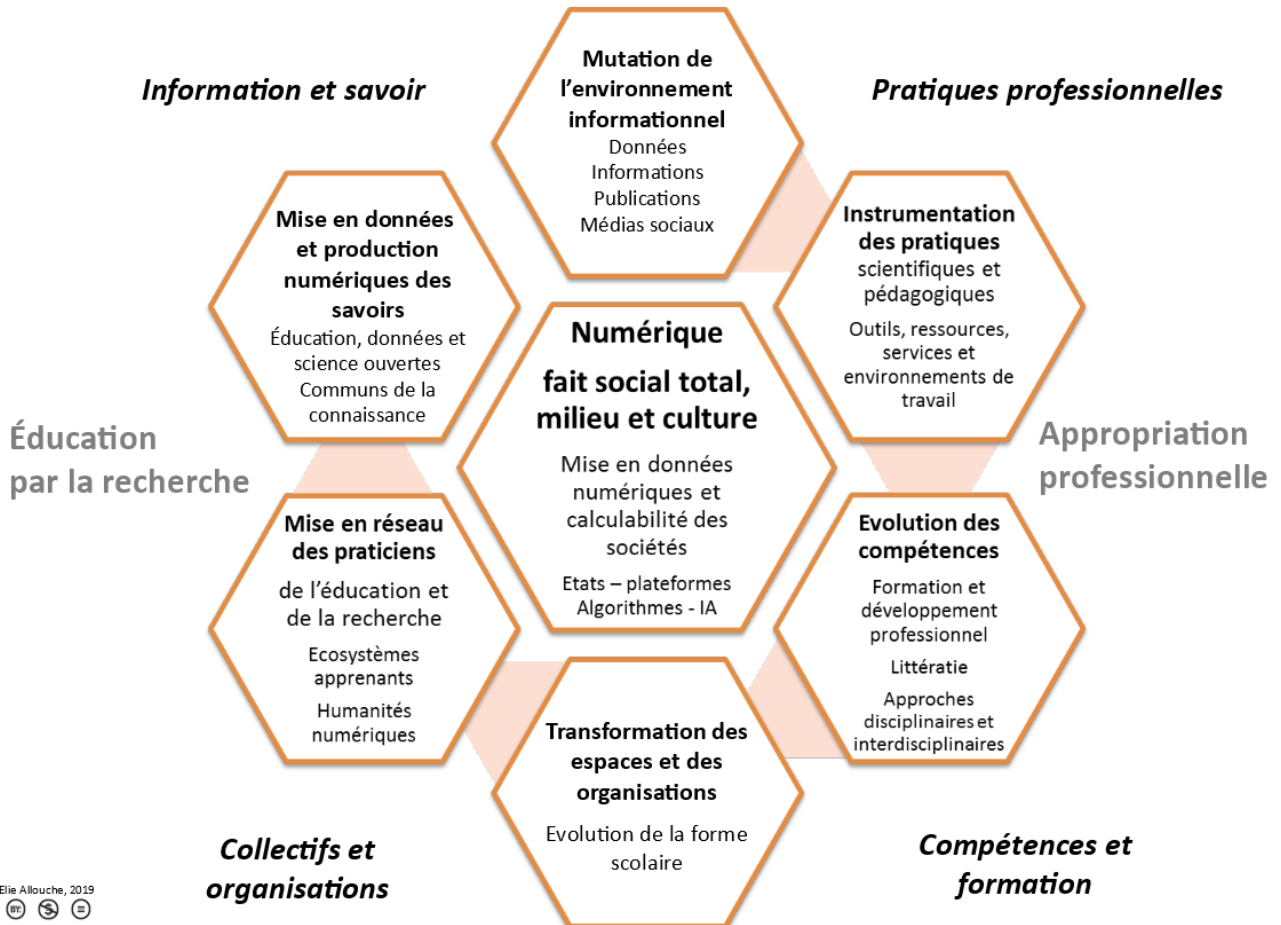 Information et savoir
Pratiques professionnelles
Mutation de
l’environnement
informationnel
Données
Informations
Publications
Médias sociaux
Mise en données
et production
numériques des
savoirs
Éducation, données et
science ouvertes
Communs de la
connaissance
Instrumentation
des pratiques
scientifiques et
pédagogiques
Outils, ressources,
services et
environnements de
travail
Numérique
fait social total,
milieu et culture
Mise en données
numériques et
calculabilité des
sociétés
Etats – plateformes
Algorithmes - IA
Éducation
par la recherche
Appropriation
professionnelle
Mise en réseau
des praticiens
de l’éducation et
de la recherche
Ecosystèmes
apprenants
Humanités
numériques
Evolution des
compétences
Formation et
développement
professionnel
Littératie
Approches
disciplinaires et
interdisciplinaires
Transformation des
espaces et des
organisations
Evolution de la forme
scolaire
Collectifs et
organisations
Compétences et
formation
Elie Allouche, 2019
BY: $ =